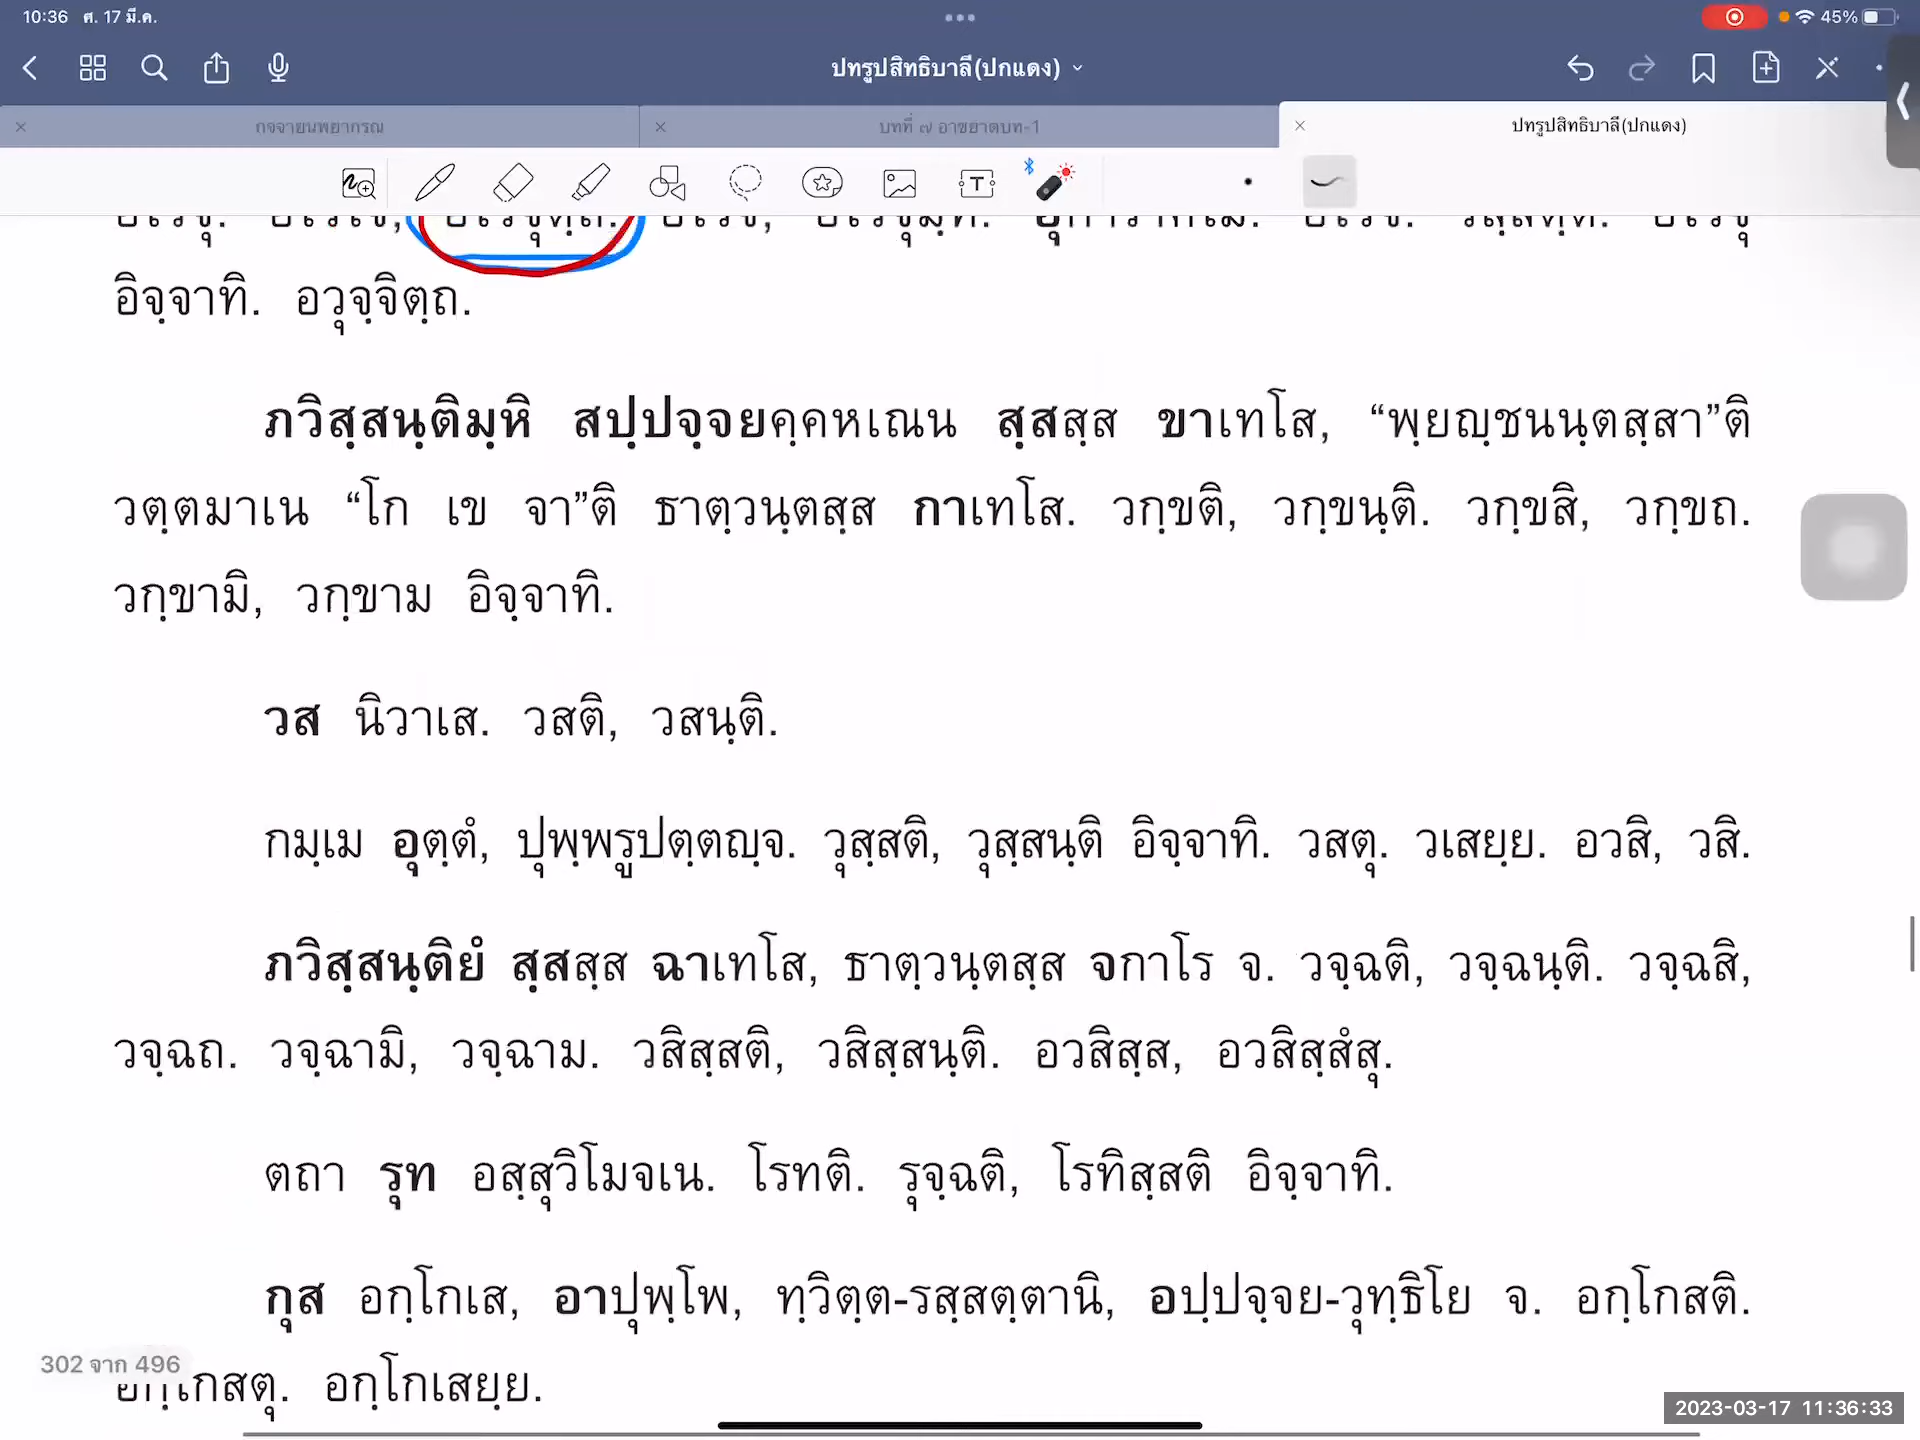 10:36 ศ. 17 มี.ค.
45%
ปทรูปสิทธิบาลี(ปกแดง)
กจจายนพยากรณ
บทที่ ๗ อาขยาตบท-1
ปทรูปสิทธิบาลี(ปกแดง)
อิจฺจาทิ. อวุจฺจิตฺถ.
ภวิสฺสนฺติมฺหิ สปฺปจฺจยคฺคหเณน สฺสสฺส ขาเทโส, “พฺยญฺชนนฺตสฺสา”ติ
วตฺตมาเน “โก เข จา”ติ ธาตฺวนฺตสฺส กาเทโส. วกฺขติ, วกฺขนฺติ. วกฺขสิ, วกฺขถ.
วกฺขามิ, วกฺขาม อิจฺจาทิ.
วส นิวาเส. วสติ, วสนฺติ.
กมฺเม อุตฺตํ, ปุพฺพรูปตฺตญฺจ. วุสฺสติ, วุสฺสนฺติ อิจฺจาทิ. วสตุ. วเสยฺย. อวสิ, วสิ.
ภวิสฺสนฺติยํ สฺสสฺส ฉาเทโส, ธาตฺวนฺตสฺส จกาโร จ. วจฺฉติ, วจฺฉนฺติ. วจฺฉสิ,
วจฺฉถ. วจฺฉามิ, วจฺฉาม. วสิสฺสติ, วสิสฺสนฺติ. อวสิสฺส, อวสิสฺสํสุ.
ตถา รุท อสฺสุวิโมจเน. โรทติ. รุจฺฉติ, โรทิสฺสติ อิจฺจาทิ.
กุส อกฺโกเส, อาปุพฺโพ, ทฺวิตฺต-รสฺสตฺตานิ, อปฺปจฺจย-วุทฺธิโย จ. อกฺโกสติ.
302 จาก 496
อกฺโกสตุ. อกฺโกเสยฺย.
2023-03-17 11:36:33